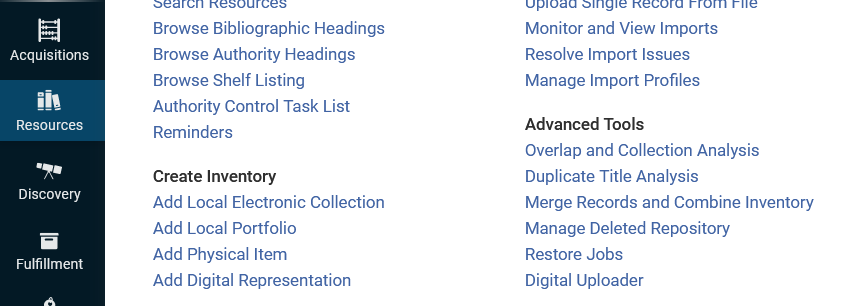 Acquisitions
Resources
Discovery
Fulfillment
Search Resources
Browse Bibliographic Headings
Browse Authority Headings
Browse Shelf Listing
Authority Control Task List
Reminders
Create Inventory
Add Local Electronic Collection
Add Local Portfolio
Add Physical Item
Add Digital Representation
Upload Single Record From File
Monitor and View Imports
Resolve Import Issues
Manage Import Profiles
Advanced Tools
Overlap and Collection Analysis
Duplicate Title Analysis
Merge Records and Combine Inventory
Manage Deleted Repository
Restore Jobs
Digital Uploader